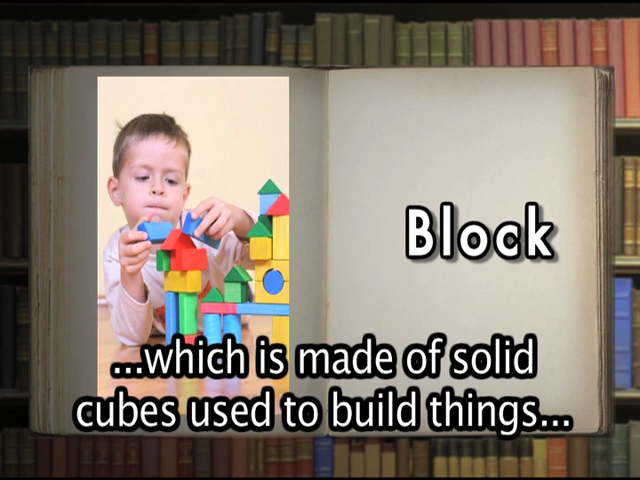 Block
...which is made of solid
cubes used to build things...